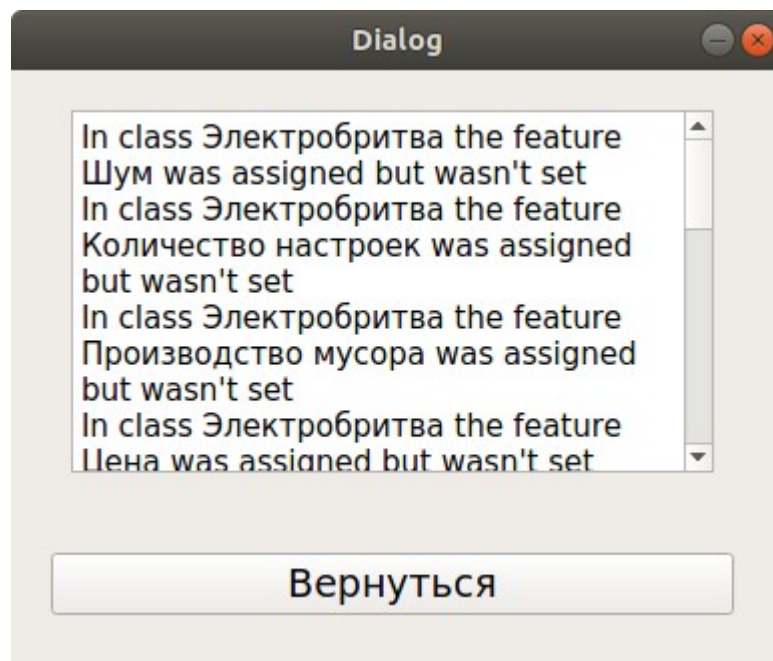 Dialog
In class Электробритва the feature
Шум was assigned but wasn't set
In class Электробритва the feature
Количество настроек was assigned
but wasn't set
In class Электробритва the feature
Производство мусора was assigned
but wasn't set
In class Электробритва the feature
Цена was assigned but wasn't set
Вернуться